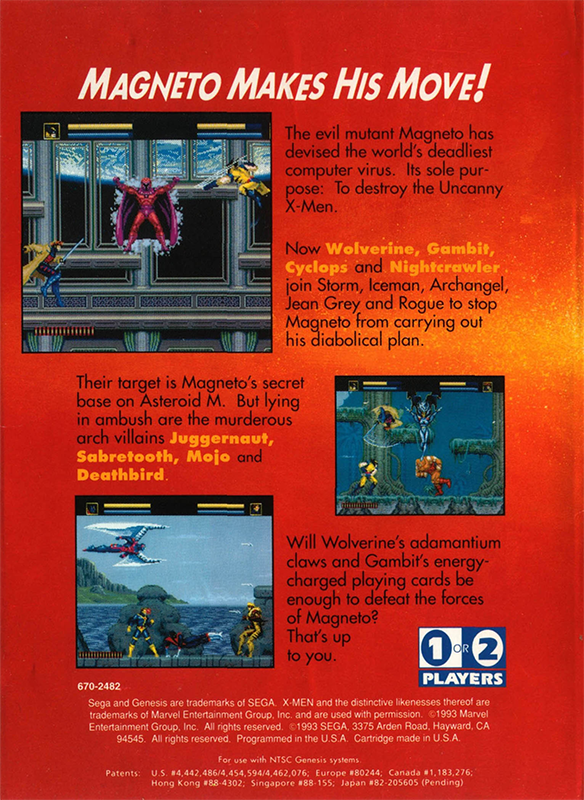 MAGNETO MAKES HIS MOVE!
The evil mutant Magneto has
devised the world's deadliest
computer virus. Its sole pur-
pose: To destroy the Uncanny
X-Men.
Now Wolverine, Gambit,
Cyclops and Nightcrawler
join Storm, Iceman, Archangel,
Jean Grey and Rogue to stop
Magneto from carrying out
his diabolical plan.
Their target is Magneto's secret
base on Asteroid M. But lying
in ambush are the murderous
arch villains Juggernaut,
Sabretooth, Mojo and
Deathbird.
Will Wolverine's adamantium
claws and Gambit's energy-
charged playing cards be
enough to defeat the forces
of Magneto?
That's up
to you.
1 OR 2
PLAYERS
670-2482
Sega and Genesis are trademarks of SEGA. X-MEN and the distinctive likenesses thereof are
trademarks of Marvel Entertainment Group, Inc. and are used with permission. ©1993 Marvel
Entertainment Group, Inc. All rights reserved. ©1993 SEGA, 3375 Arden Road, Hayward, CA
94545. All rights reserved. Programmed in the U.S.A. Cartridge made in U.S.A.
For use with NTSC Genesis systems.
Patents: U.S. #4,442,486/4,454,594/4,462,076; Europe #80244; Canada #1,183,276;
Hong Kong #88-4302; Singapore #88-155; Japan #82-205605 (Pending)